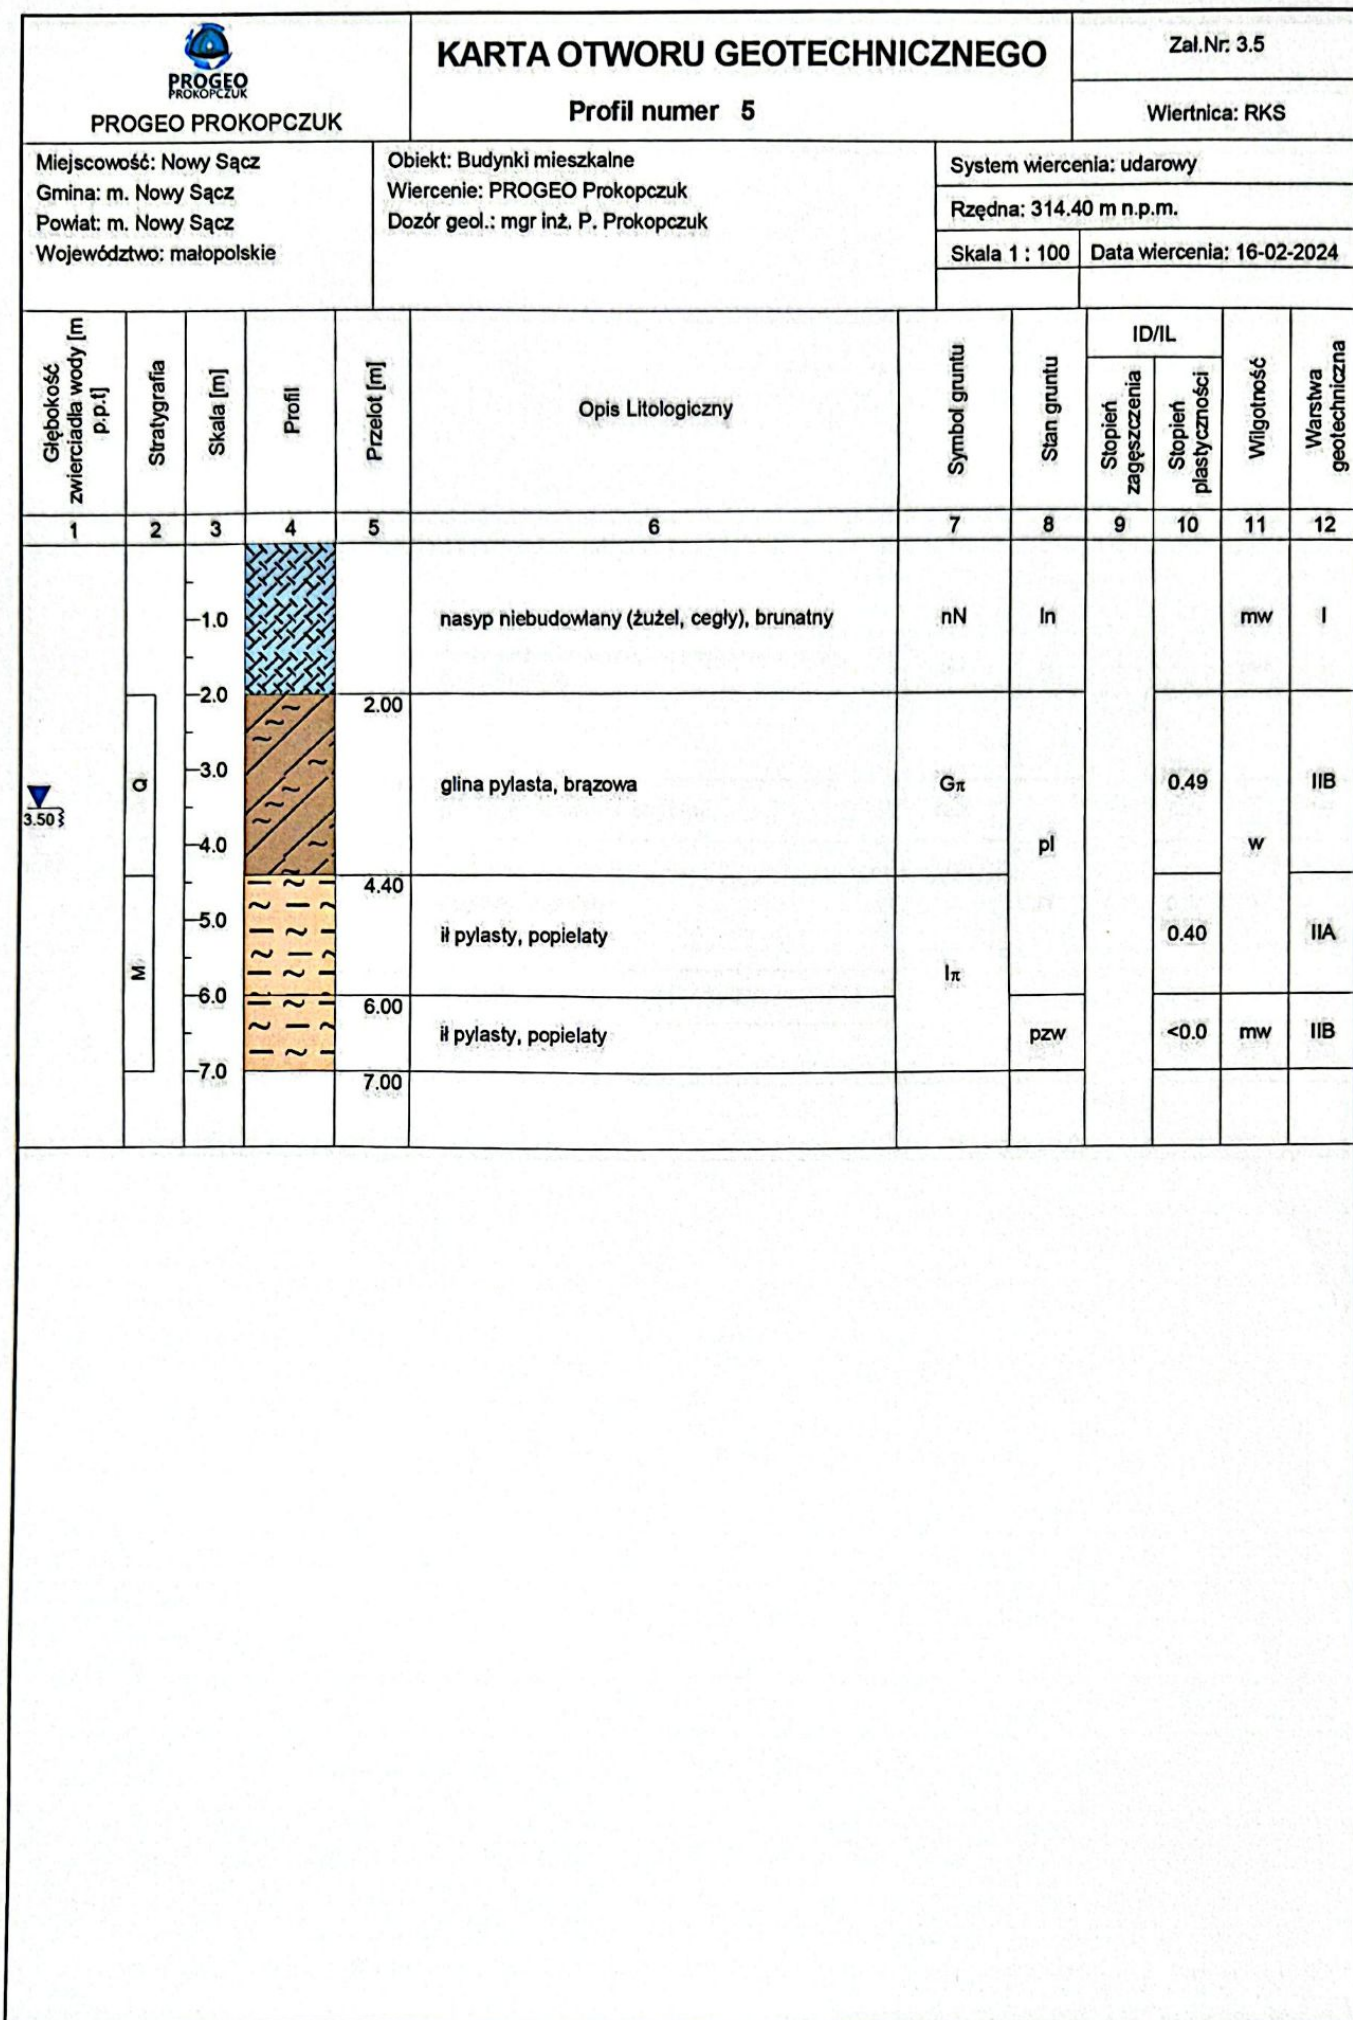 PROGEO
PROKOPCZUK
PROGEO PROKOPCZUK
KARTA OTWORU GEOTECHNICZNEGO
Profil numer 5
Zal.Nr: 3.5
Wiertnica: RKS
Miejscowość: Nowy Sącz
Gmina: m. Nowy Sącz
Powiat: m. Nowy Sącz
Województwo: małopolskie
Obiekt: Budynki mieszkalne
Wiercenie: PROGEO Prokopczuk
Dozór geol.: mgr inż. P. Prokopczuk
System wiercenia: udarowy
Rzędna: 314.40 m n.p.m.
Skala 1 : 100 Data wiercenia: 16-02-2024
Głębokość
zwierciadła wody [m
p.p.t]
Stratygrafia
Skala [m]
Profil
Przelot [m]
Opis Litologiczny
Symbol gruntu
Stan gruntu
ID/IL
Stopień
zagęszczenia
Stopień
plastyczności
Wilgotność
Warstwa
geotechniczna
1 2 3 4 5 6 7 8 9 10 11 12
1.0 nasyp niebudowlany (żużel, cegły), brunatny nN ln mw I
2.0 2.00
3.0 glina pylasta, brązowa Gπ 0.49 IIB
Q
3.50
4.0 pl w
4.40
5.0 ił pylasty, popielaty 0.40 IIA
M Iπ
6.0 6.00
ił pylasty, popielaty pzw <0.0 mw IIB
7.0 7.00